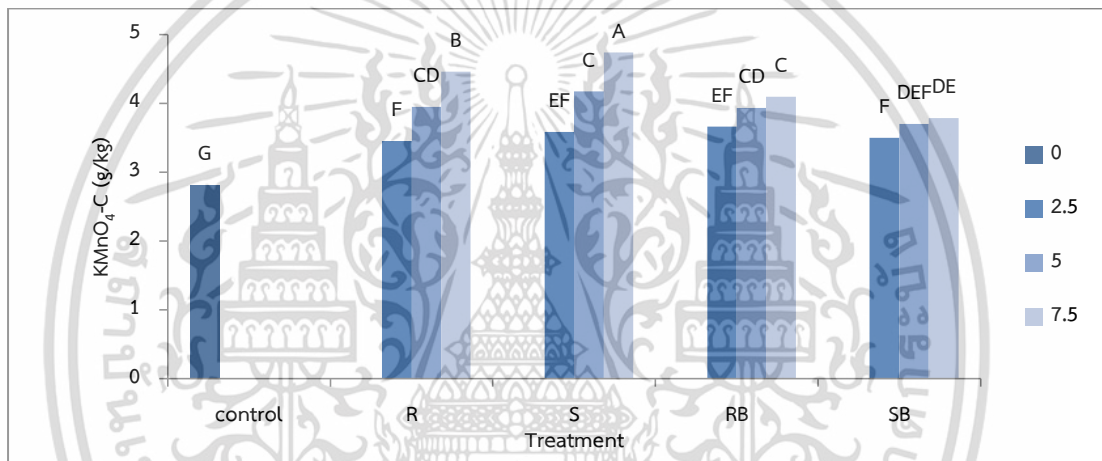 5
4
3
2
1
0
KMnO4-C (g/kg)
G
F
CD
B
EF
C
A
EF
CD
C
F
DEF
DE
control
R
S
RB
SB
Treatment
0
2.5
5
7.5